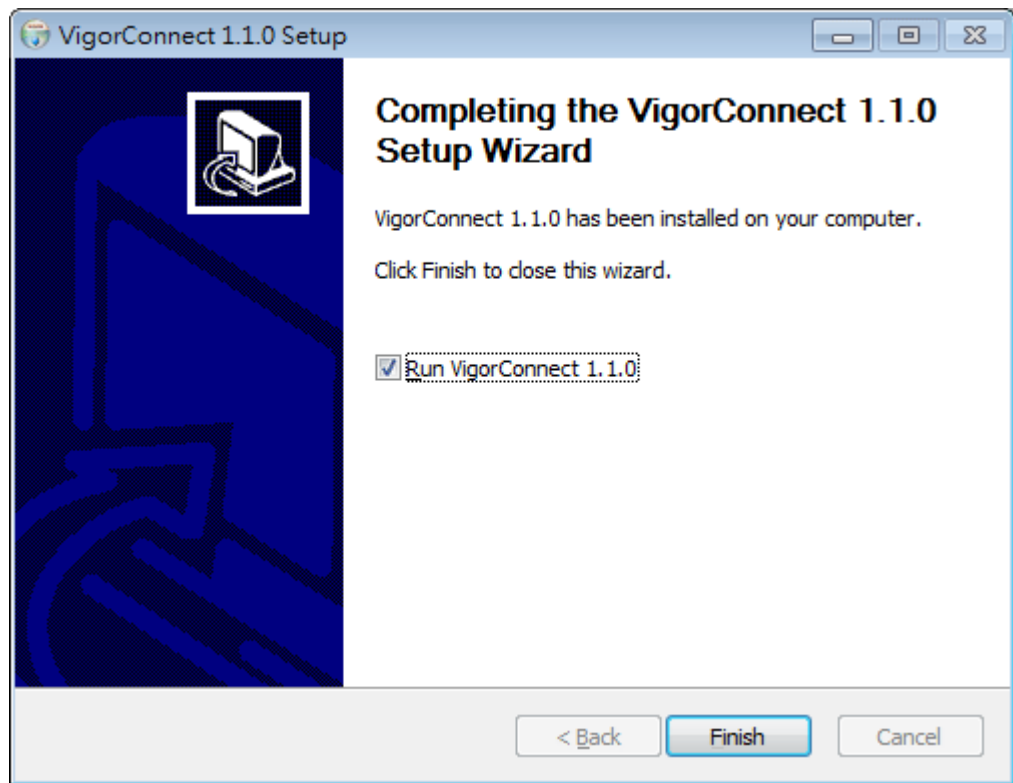 VigorConnect 1.1.0 Setup
Completing the VigorConnect 1.1.0
Setup Wizard
VigorConnect 1.1.0 has been installed on your computer.
Click Finish to close this wizard.
Run VigorConnect 1.1.0
< Back
Finish
Cancel